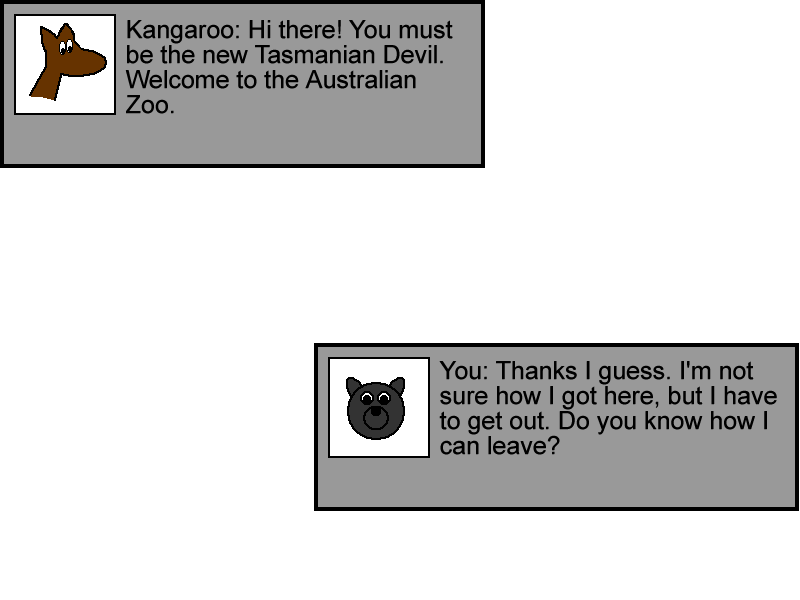 Kangaroo: Hi there! You must
be the new Tasmanian Devil.
Welcome to the Australian
Zoo.
You: Thanks I guess. I'm not
sure how I got here, but I have
to get out. Do you know how I
can leave?